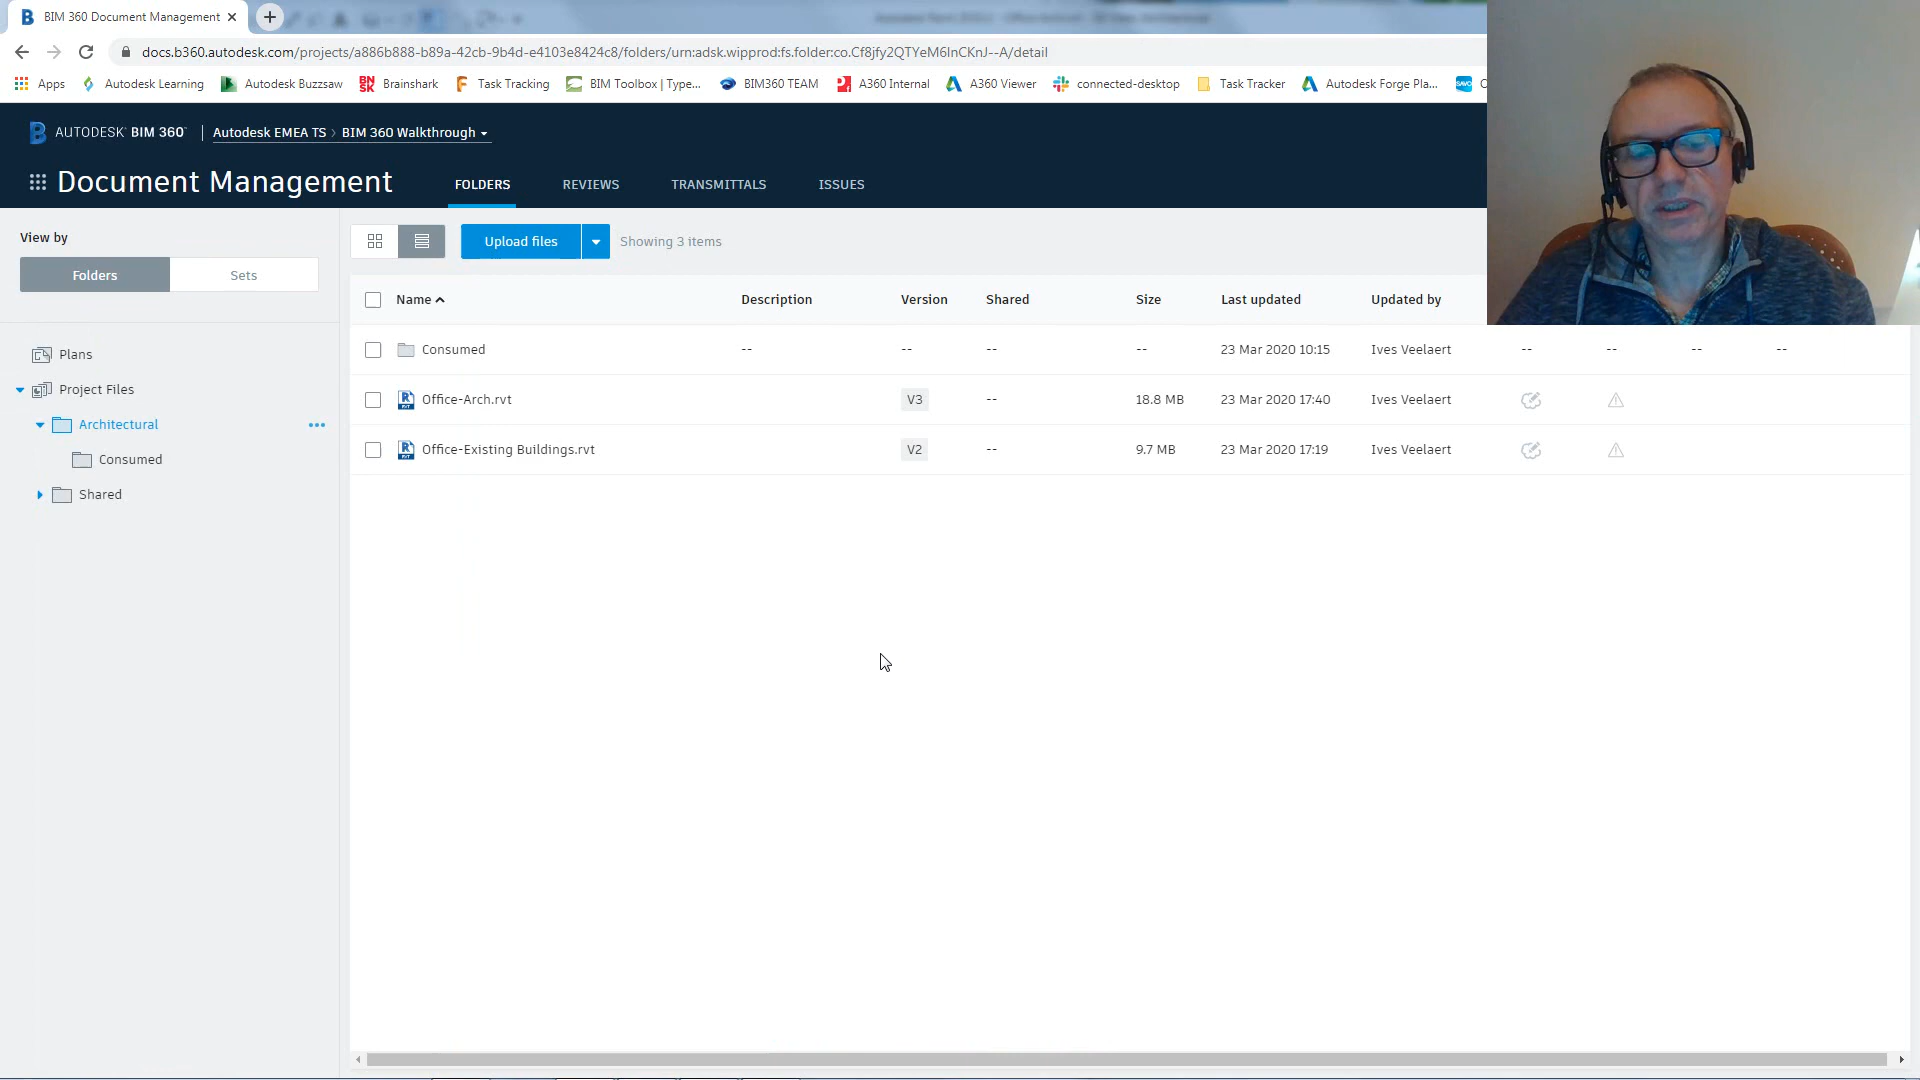 BIM 360 Document Management
docs.b360.autodesk.com/projects/a886b888-b89a-42cb-9b4d-e4103e8424c8/folders/urn:adsk.wipprod:fs.folder:co.Cf8jfy2QTYeM6lnCKnJ--A/detail
Apps Autodesk Learning Autodesk Buzzsaw Brainshark Task Tracking BIM Toolbox | Type... BIM360 TEAM A360 Internal A360 Viewer connected-desktop Task Tracker Autodesk Forge Pla...
AUTODESK BIM 360 Autodesk EMEA TS > BIM 360 Walkthrough
Document Management FOLDERS REVIEWS TRANSMITTALS ISSUES
View by
Folders Sets
Plans
Project Files
Architectural
Consumed
Shared
Upload files Showing 3 items
Name Description Version Shared Size Last updated Updated by
Consumed -- -- -- -- 23 Mar 2020 10:15 Ives Veelaert -- -- -- --
Office-Arch.rvt V3 -- 18.8 MB 23 Mar 2020 17:40 Ives Veelaert
Office-Existing Buildings.rvt V2 -- 9.7 MB 23 Mar 2020 17:19 Ives Veelaert